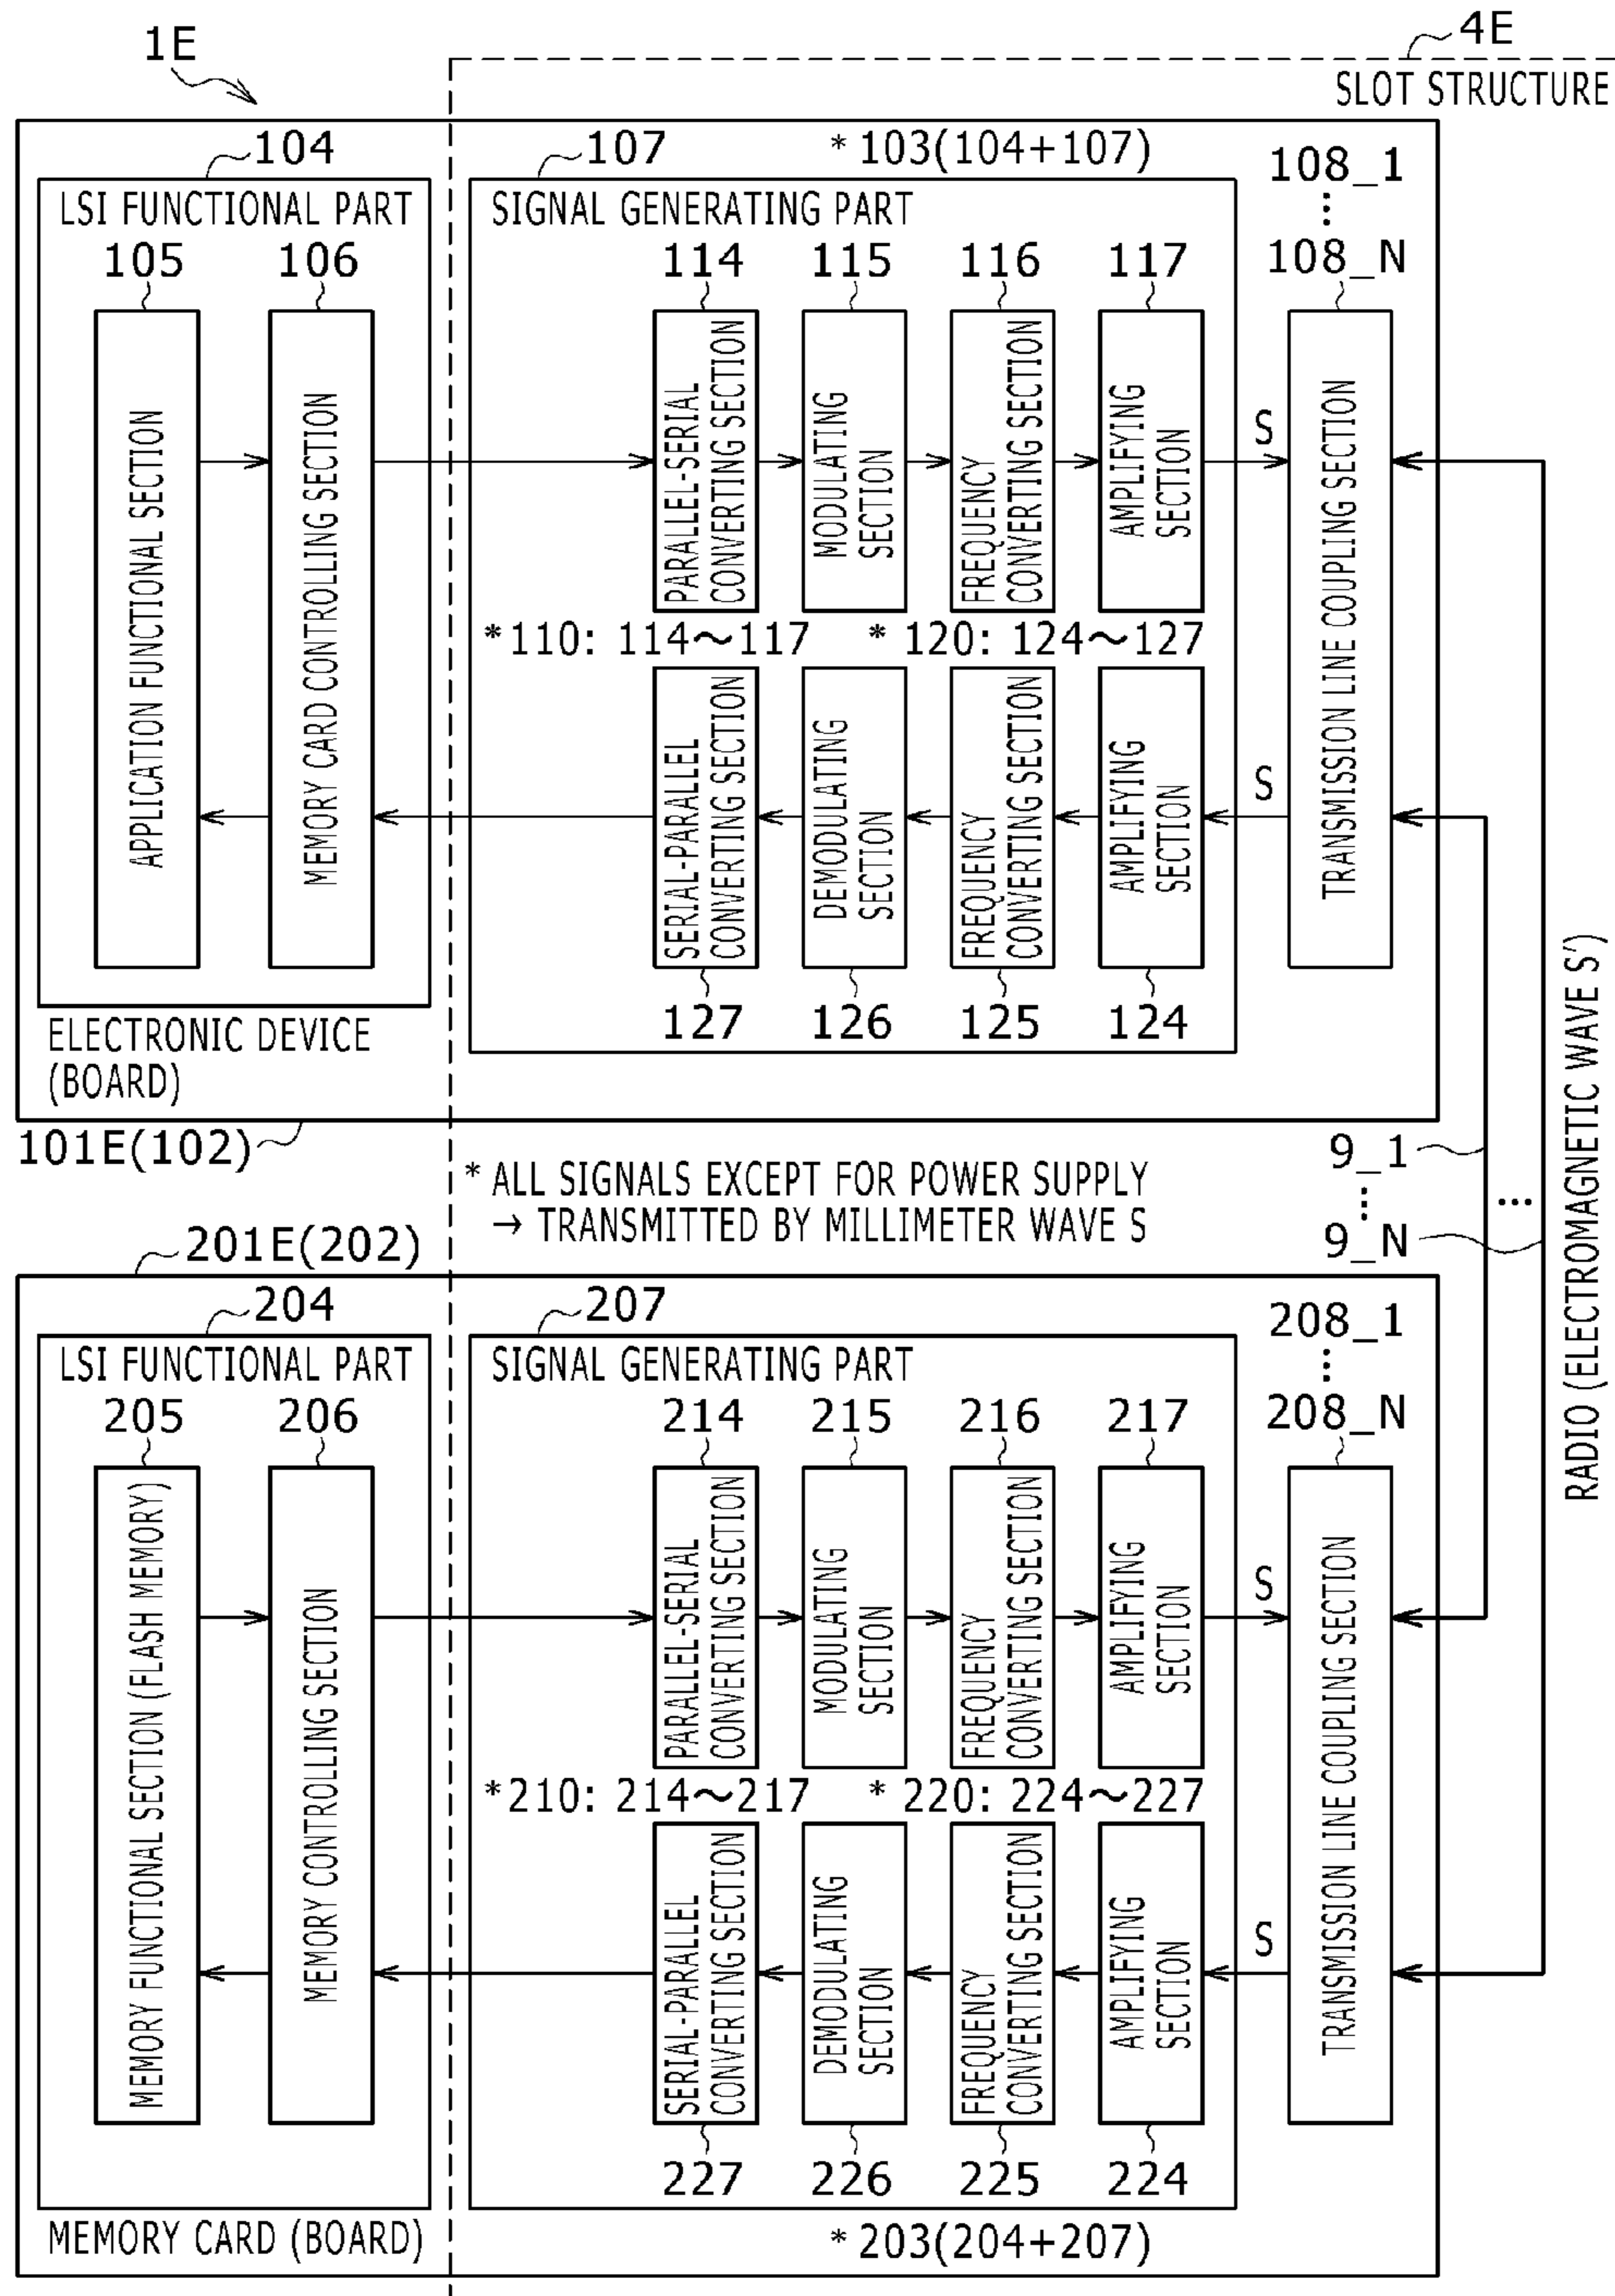 1E
4E
SLOT STRUCTURE
104
107
* 103(104+107)
108_1
⋮
108_N
LSI FUNCTIONAL PART
SIGNAL GENERATING PART
105
106
114
115
116
117
APPLICATION FUNCTIONAL SECTION
MEMORY CARD CONTROLLING SECTION
PARALLEL-SERIAL
CONVERTING SECTION
MODULATING
SECTION
FREQUENCY
CONVERTING SECTION
AMPLIFYING
SECTION
S
TRANSMISSION LINE COUPLING SECTION
*110: 114〜117
* 120: 124〜127
SERIAL-PARALLEL
CONVERTING SECTION
DEMODULATING
SECTION
FREQUENCY
CONVERTING SECTION
AMPLIFYING
SECTION
S
127
126
125
124
ELECTRONIC DEVICE
(BOARD)
101E(102)
* ALL SIGNALS EXCEPT FOR POWER SUPPLY
→ TRANSMITTED BY MILLIMETER WAVE S
9_1
⋮
9_N
...
RADIO (ELECTROMAGNETIC WAVE S')
201E(202)
204
207
208_1
⋮
208_N
LSI FUNCTIONAL PART
SIGNAL GENERATING PART
205
206
214
215
216
217
MEMORY FUNCTIONAL SECTION (FLASH MEMORY)
MEMORY CONTROLLING SECTION
PARALLEL-SERIAL
CONVERTING SECTION
MODULATING
SECTION
FREQUENCY
CONVERTING SECTION
AMPLIFYING
SECTION
S
TRANSMISSION LINE COUPLING SECTION
*210: 214〜217
* 220: 224〜227
SERIAL-PARALLEL
CONVERTING SECTION
DEMODULATING
SECTION
FREQUENCY
CONVERTING SECTION
AMPLIFYING
SECTION
S
227
226
225
224
MEMORY CARD (BOARD)
* 203(204+207)